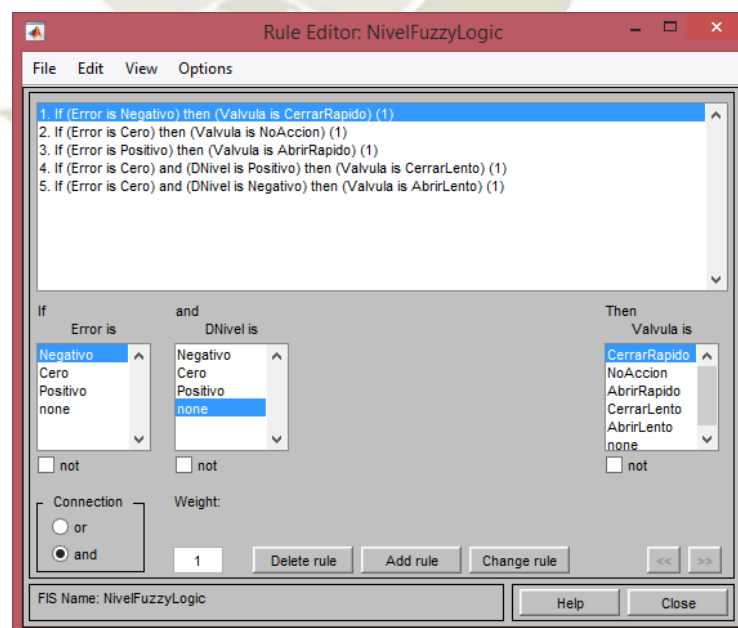 Rule Editor: NivelFuzzyLogic
File Edit View Options
1. If (Error is Negativo) then (Valvula is CerrarRapido) (1)
2. If (Error is Cero) then (Valvula is NoAccion) (1)
3. If (Error is Positivo) then (Valvula is AbrirRapido) (1)
4. If (Error is Cero) and (DNivel is Positivo) then (Valvula is CerrarLento) (1)
5. If (Error is Cero) and (DNivel is Negativo) then (Valvula is AbrirLento) (1)
If and Then
Error is DNivel is Valvula is
Negativo Negativo CerrarRapido
Cero Cero NoAccion
Positivo Positivo AbrirRapido
none none CerrarLento
AbrirLento
none
not not not
Connection Weight:
or
and 1 Delete rule Add rule Change rule << >>
FIS Name: NivelFuzzyLogic Help Close